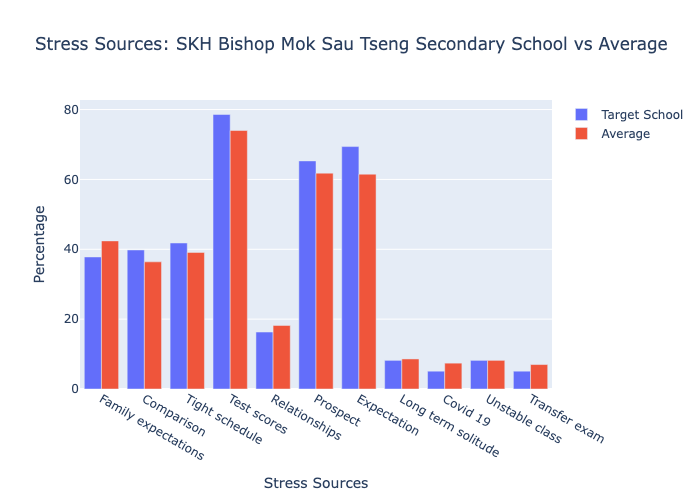 Stress Sources: SKH Bishop Mok Sau Tseng Secondary School vs Average
Target School
Average
Percentage
80
60
40
20
0
Family expectations
Comparison
Tight schedule
Test scores
Relationships
Prospect
Expectation
Long term solitude
Covid 19
Unstable class
Transfer exam
Stress Sources